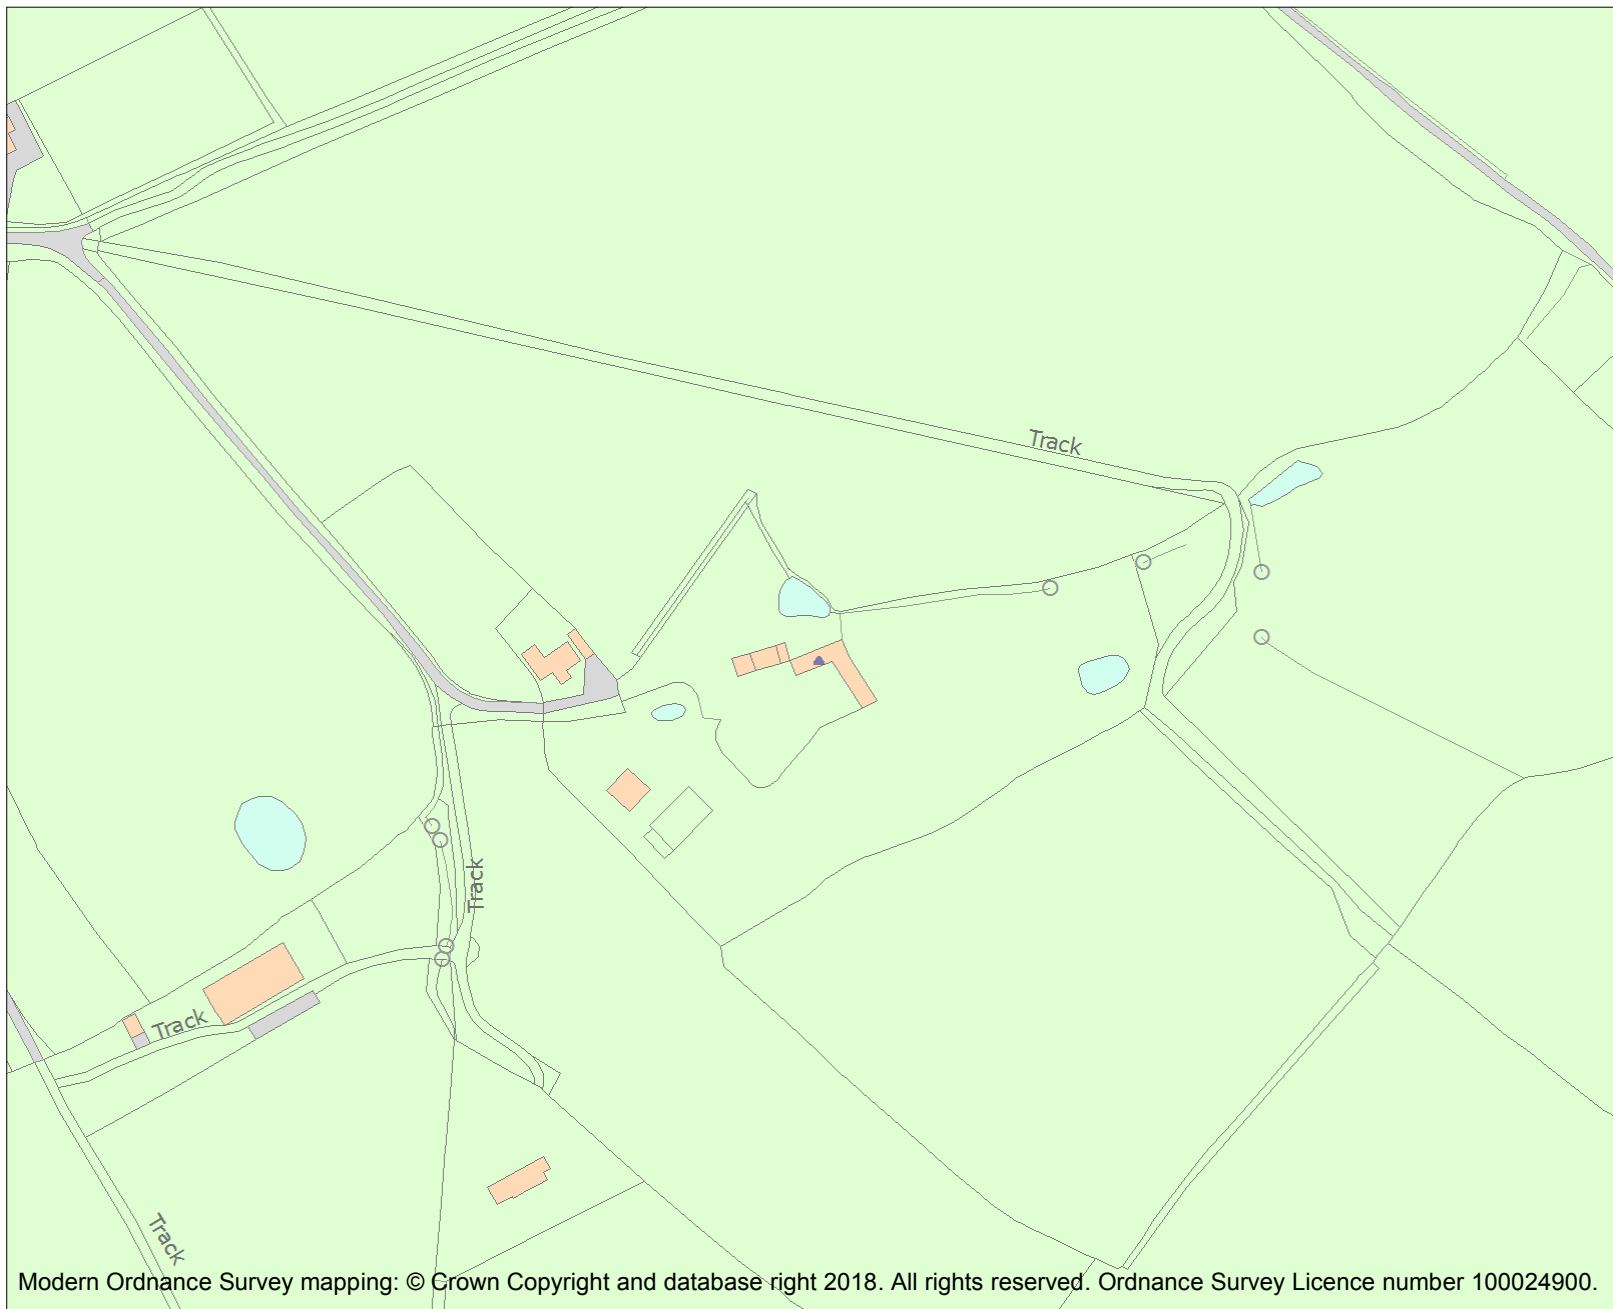 Track
Track
Track
Track
Modern Ordnance Survey mapping: © Crown Copyright and database right 2018. All rights reserved. Ordnance Survey Licence number 100024900.